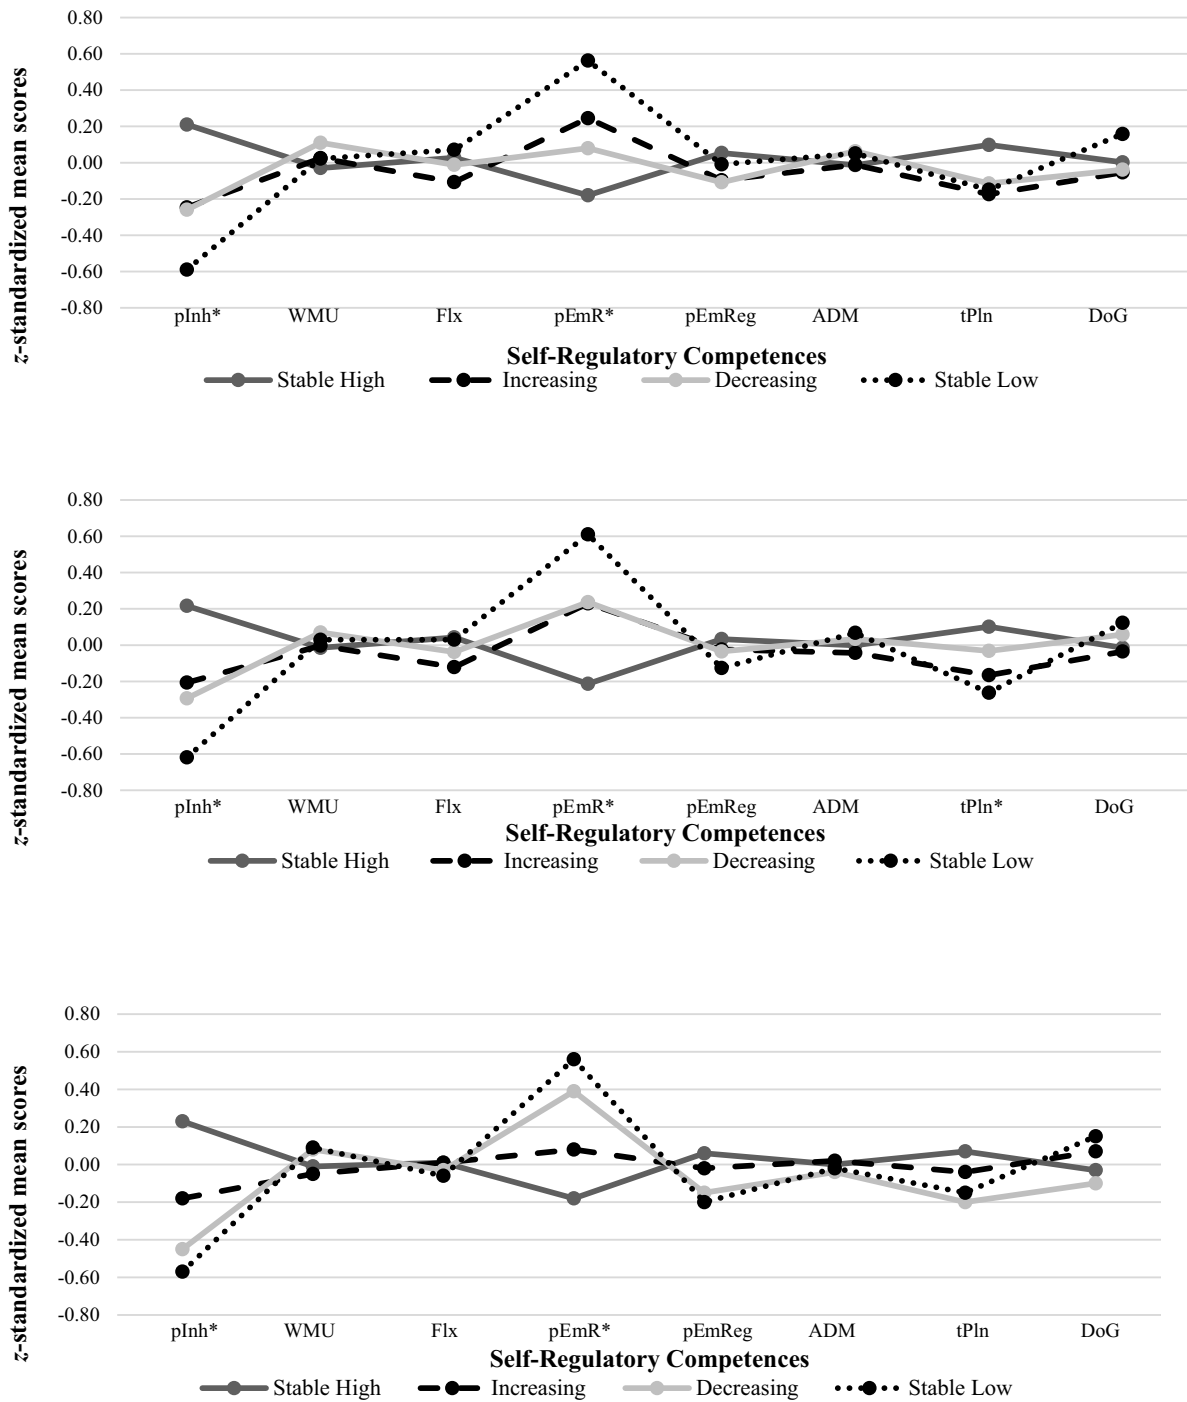 z-standardized mean scores
0.80
0.60
0.40
0.20
0.00
-0.20
-0.40
-0.60
-0.80
pInh* WMU Flx pEmR* pEmReg ADM tPln DoG
Self-Regulatory Competences
Stable High Increasing Decreasing Stable Low
z-standardized mean scores
0.80
0.60
0.40
0.20
0.00
-0.20
-0.40
-0.60
-0.80
pInh* WMU Flx pEmR* pEmReg ADM tPln* DoG
Self-Regulatory Competences
Stable High Increasing Decreasing Stable Low
z-standardized mean scores
0.80
0.60
0.40
0.20
0.00
-0.20
-0.40
-0.60
-0.80
pInh* WMU Flx pEmR* pEmReg ADM tPln DoG
Self-Regulatory Competences
Stable High Increasing Decreasing Stable Low